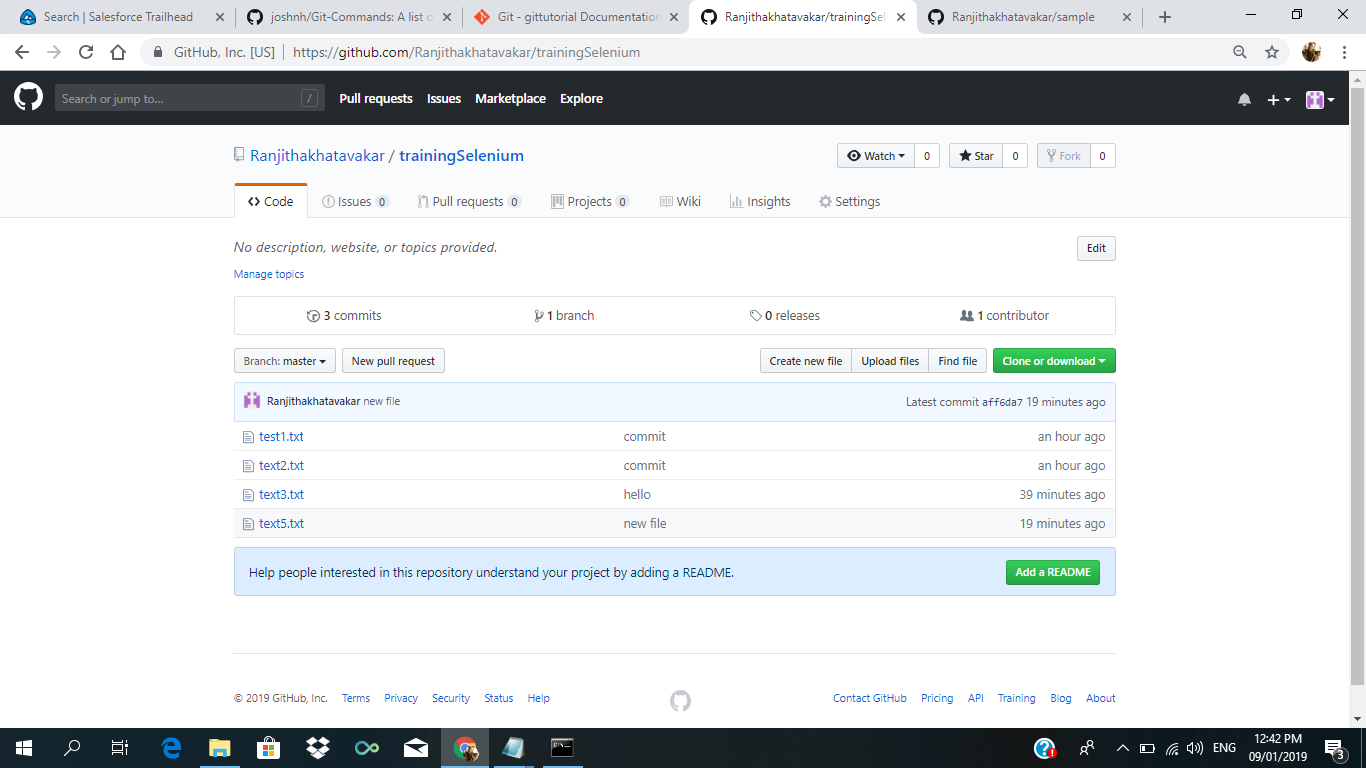 Search | Salesforce Trailhead
joshnh/Git-Commands: A list o
Git - gittutorial Documentation
Ranjithakhatavakar/trainingSel
Ranjithakhatavakar/sample
GitHub, Inc. [US] https://github.com/Ranjithakhatavakar/trainingSelenium
Search or jump to... / Pull requests Issues Marketplace Explore
Ranjithakhatavakar / trainingSelenium
Watch 0 Star 0 Fork 0
Code Issues 0 Pull requests 0 Projects 0 Wiki Insights Settings
No description, website, or topics provided. Edit
Manage topics
3 commits 1 branch 0 releases 1 contributor
Branch: master New pull request Create new file Upload files Find file Clone or download
Ranjithakhatavakar new file Latest commit aff6da7 19 minutes ago
test1.txt commit an hour ago
text2.txt commit an hour ago
text3.txt hello 39 minutes ago
text5.txt new file 19 minutes ago
Help people interested in this repository understand your project by adding a README. Add a README
© 2019 GitHub, Inc. Terms Privacy Security Status Help Contact GitHub Pricing API Training Blog About
ENG 12:42 PM
09/01/2019 3